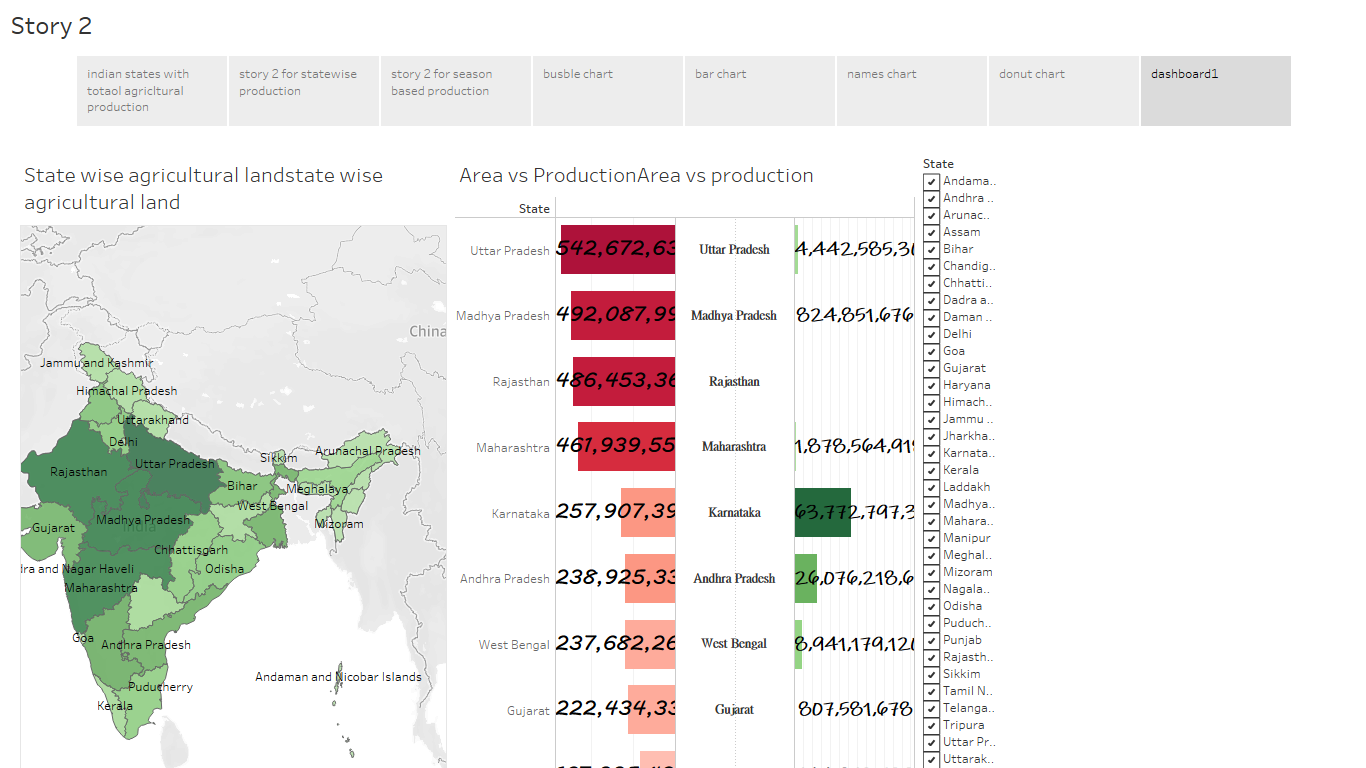 Story 2
indian states with
totaol agricltural
production
story 2 for statewise
production
story 2 for season
based production
busble chart
bar chart
names chart
donut chart
dashboard1
State wise agricultural landstate wise
agricultural land
China
Jammu and Kashmir
Himachal Pradesh
Uttarakhand
Delhi
Rajasthan
Uttar Pradesh
Sikkim
Arunachal Pradesh
Bihar
Meghalaya
West Bengal
Gujarat
Madhya Pradesh
India
Mizoram
Chhattisgarh
dra and Nagar Haveli
Odisha
Maharashtra
Goa
Andhra Pradesh
Puducherry
Andaman and Nicobar Islands
Kerala
Area vs ProductionArea vs production
State
Uttar Pradesh 542,672,63 Uttar Pradesh 4,442,585,30
Madhya Pradesh 492,087,99 Madhya Pradesh 824,851,676
Rajasthan 486,453,36 Rajasthan
Maharashtra 461,939,55 Maharashtra 1,878,564,919
Karnataka 257,907,39 Karnataka 63,772,797,3
Andhra Pradesh 238,925,33 Andhra Pradesh 26,076,218,6
West Bengal 237,682,26 West Bengal 8,941,179,120
Gujarat 222,434,33 Gujarat 807,581,678
State
Andama..
Andhra ..
Arunac..
Assam
Bihar
Chandig..
Chhatti..
Dadra a..
Daman ..
Delhi
Goa
Gujarat
Haryana
Himach..
Jammu ..
Jharkha..
Karnata..
Kerala
Laddakh
Madhya..
Mahara..
Manipur
Meghal..
Mizoram
Nagala..
Odisha
Puduch..
Punjab
Rajasth..
Sikkim
Tamil N..
Telanga..
Tripura
Uttar Pr..
Uttarak..